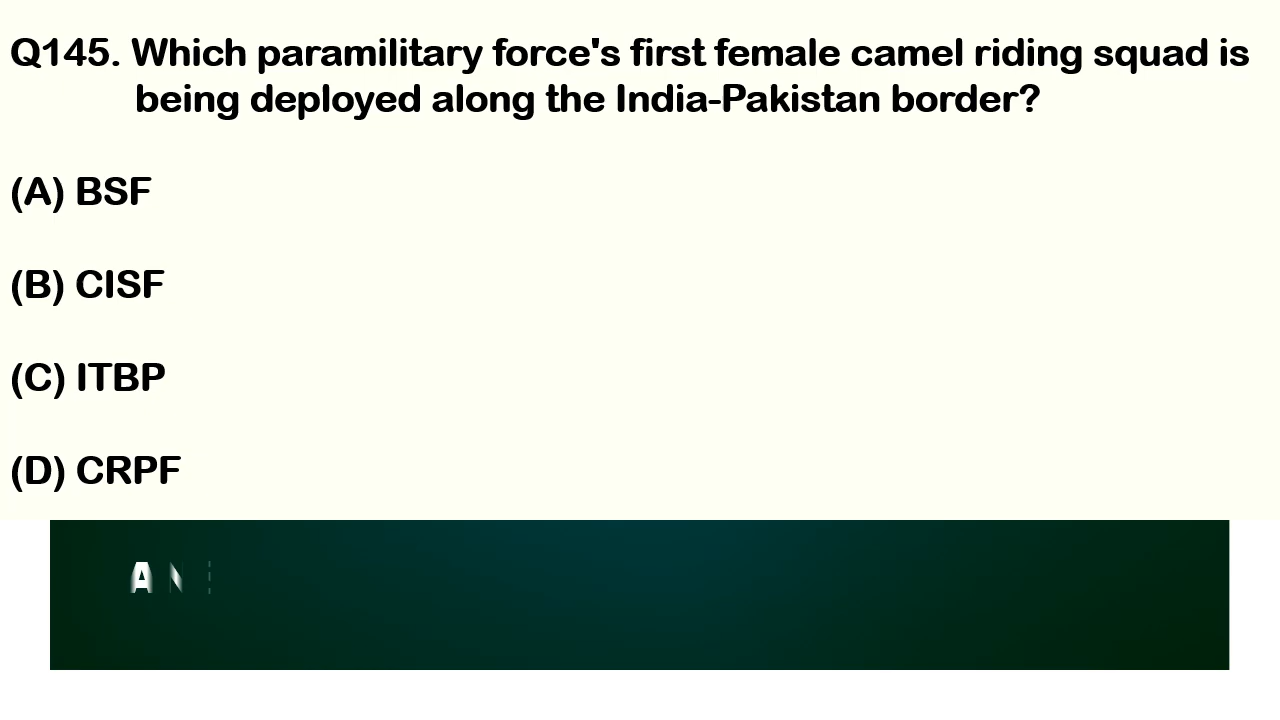 Q145. Which paramilitary force's first female camel riding squad is
being deployed along the India-Pakistan border?
(A) BSF
(B) CISF
(C) ITBP
(D) CRPF
A N